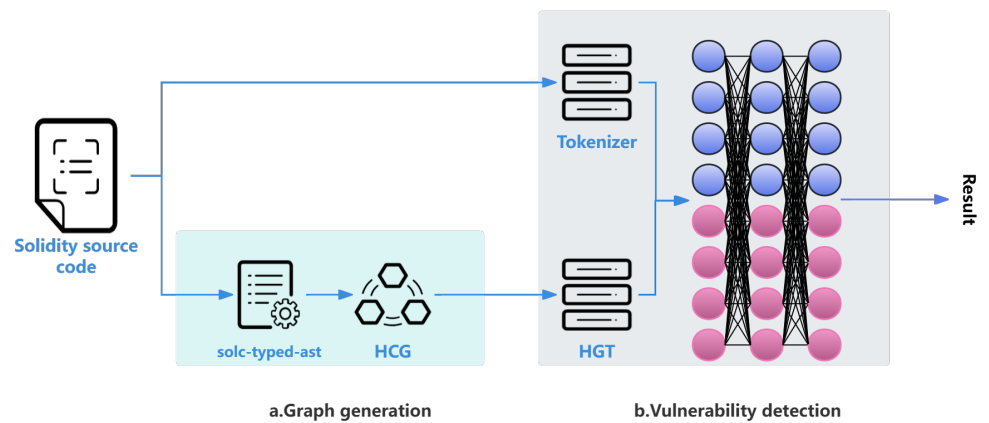 Solidity source
code
solc-typed-ast
HCG
Tokenizer
HGT
Result
a.Graph generation
b.Vulnerability detection